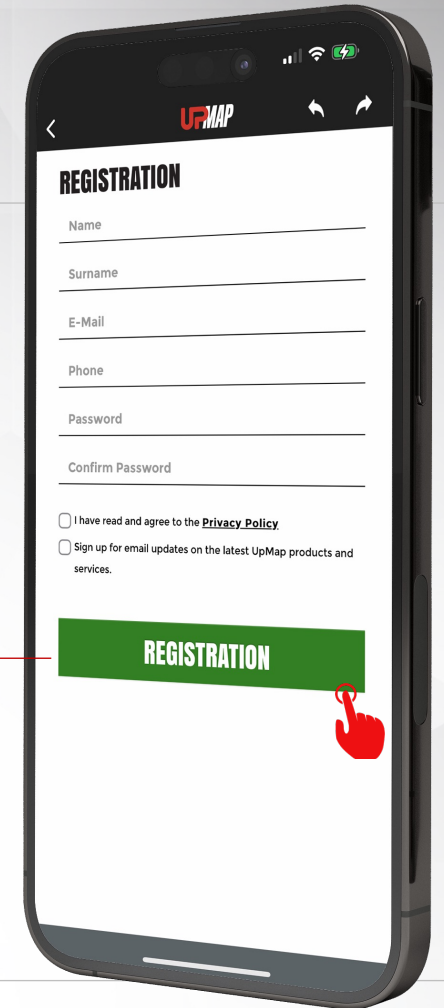 UPMAP
REGISTRATION
Name
Surname
E-Mail
Phone
Password
Confirm Password
I have read and agree to the Privacy Policy
Sign up for email updates on the latest UpMap products and
services.
REGISTRATION